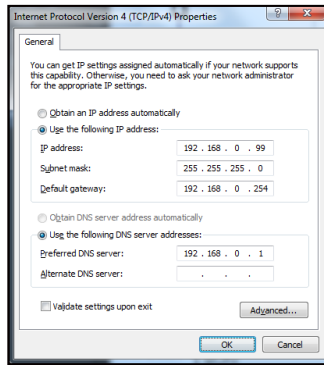 Internet Protocol Version 4 (TCP/IPv4) Properties
General
You can get IP settings assigned automatically if your network supports
this capability. Otherwise, you need to ask your network administrator
for the appropriate IP settings.
Obtain an IP address automatically
Use the following IP address:
IP address: 192 . 168 . 0 . 99
Subnet mask: 255 . 255 . 255 . 0
Default gateway: 192 . 168 . 0 . 254
Obtain DNS server address automatically
Use the following DNS server addresses:
Preferred DNS server: 192 . 168 . 0 . 1
Alternate DNS server: . . .
Validate settings upon exit
Advanced...
OK Cancel